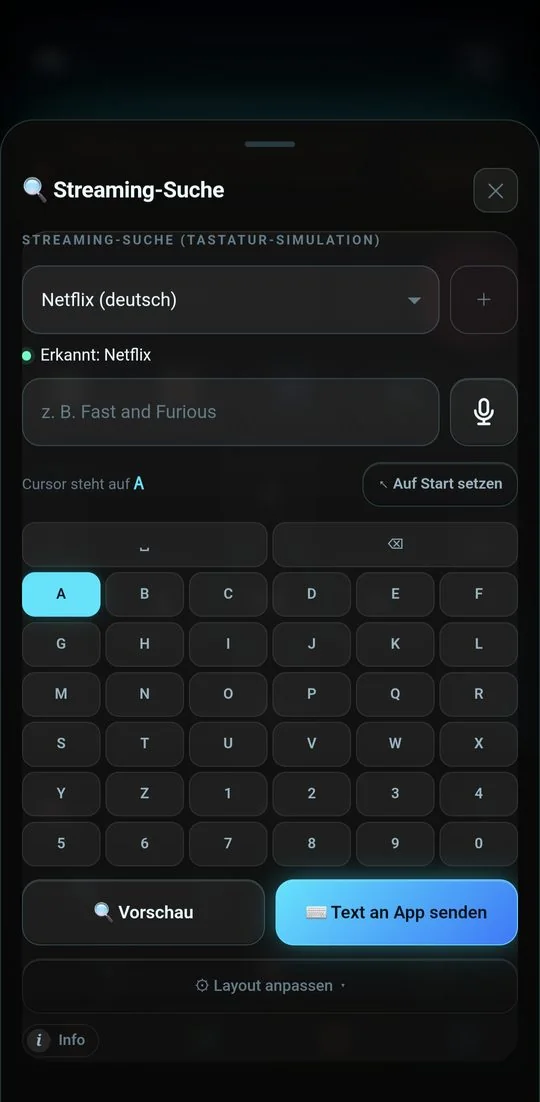 Streaming-Suche
STREAMING-SUCHE (TASTATUR-SIMULATION)
Netflix (deutsch)
+
Erkannt: Netflix
z. B. Fast and Furious
Cursor steht auf A
↖ Auf Start setzen
␣ ⌫
A B C D E F
G H I J K L
M N O P Q R
S T U V W X
Y Z 1 2 3 4
5 6 7 8 9 0
Vorschau
Text an App senden
Layout anpassen
i Info